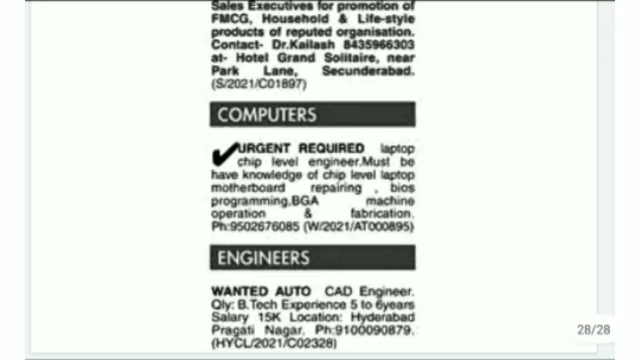 Sales Executives for promotion of
FMCG, Household & Life-style
products of reputed organisation.
Contact- Dr.Kailash 8435966303
at- Hotel Grand Solitaire, near
Park Lane, Secunderabad.
(S/2021/C01897)
COMPUTERS
URGENT REQUIRED laptop
chip level engineer.Must be
have knowledge of chip level laptop
motherboard repairing , bios
programming.BGA machine
operation & fabrication.
Ph:9502676085 (W/2021/AT000895)
ENGINEERS
WANTED AUTO CAD Engineer.
Qly: B.Tech Experience 5 to 6years
Salary 15K Location: Hyderabad
Pragati Nagar. Ph:9100090879.
(HYCL/2021/C02328)
28/28